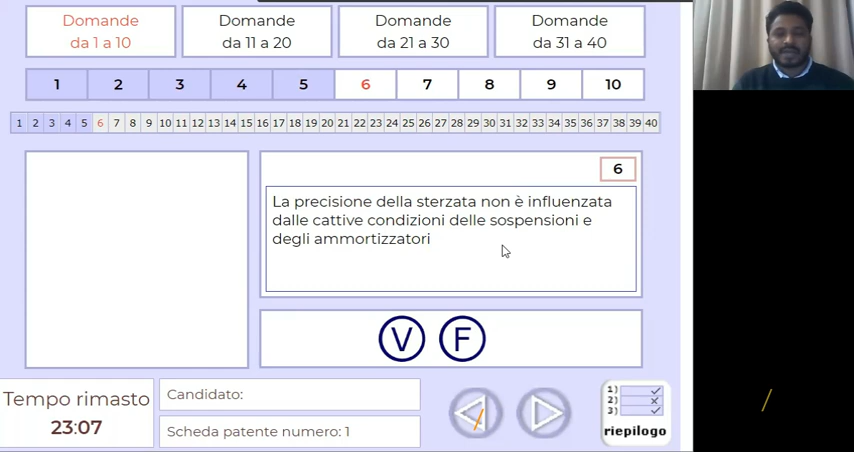 Domande
da 1 a 10
Domande
da 11 a 20
Domande
da 21 a 30
Domande
da 31 a 40
1 2 3 4 5 6 7 8 9 10
1 2 3 4 5 6 7 8 9 10 11 12 13 14 15 16 17 18 19 20 21 22 23 24 25 26 27 28 29 30 31 32 33 34 35 36 37 38 39 40
6
La precisione della sterzata non è influenzata
dalle cattive condizioni delle sospensioni e
degli ammortizzatori
V F
Tempo rimasto
23:07
Candidato:
Scheda patente numero: 1
1)
2)
3)
riepilogo